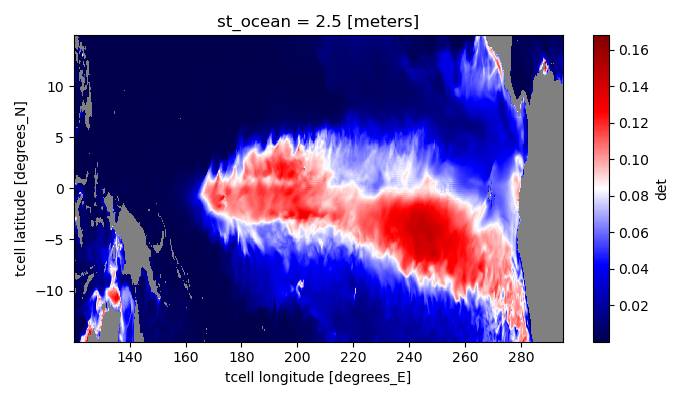 st_ocean = 2.5 [meters]
10
5
0
−5
−10
tcell latitude [degrees_N]
140 160 180 200 220 240 260 280
tcell longitude [degrees_E]
0.16
0.14
0.12
0.10
0.08
0.06
0.04
0.02
det